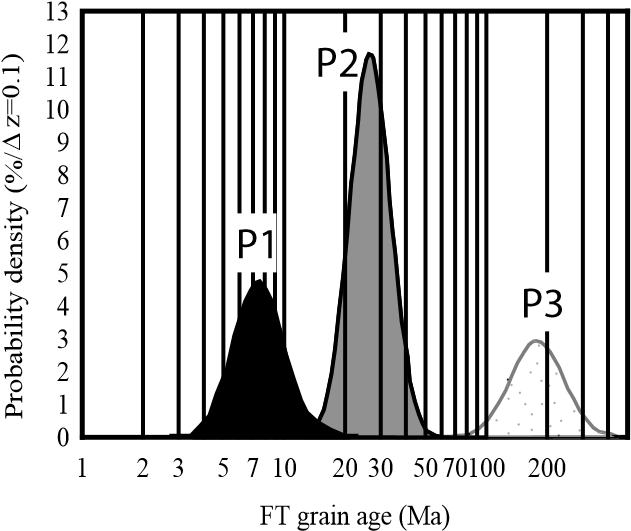 Probability density (%/Δ z=0.1)
13
12
11
10
9
8
7
6
5
4
3
2
1
0
P1
P2
P3
1 2 3 5 7 10 20 30 50 70 100 200
FT grain age (Ma)